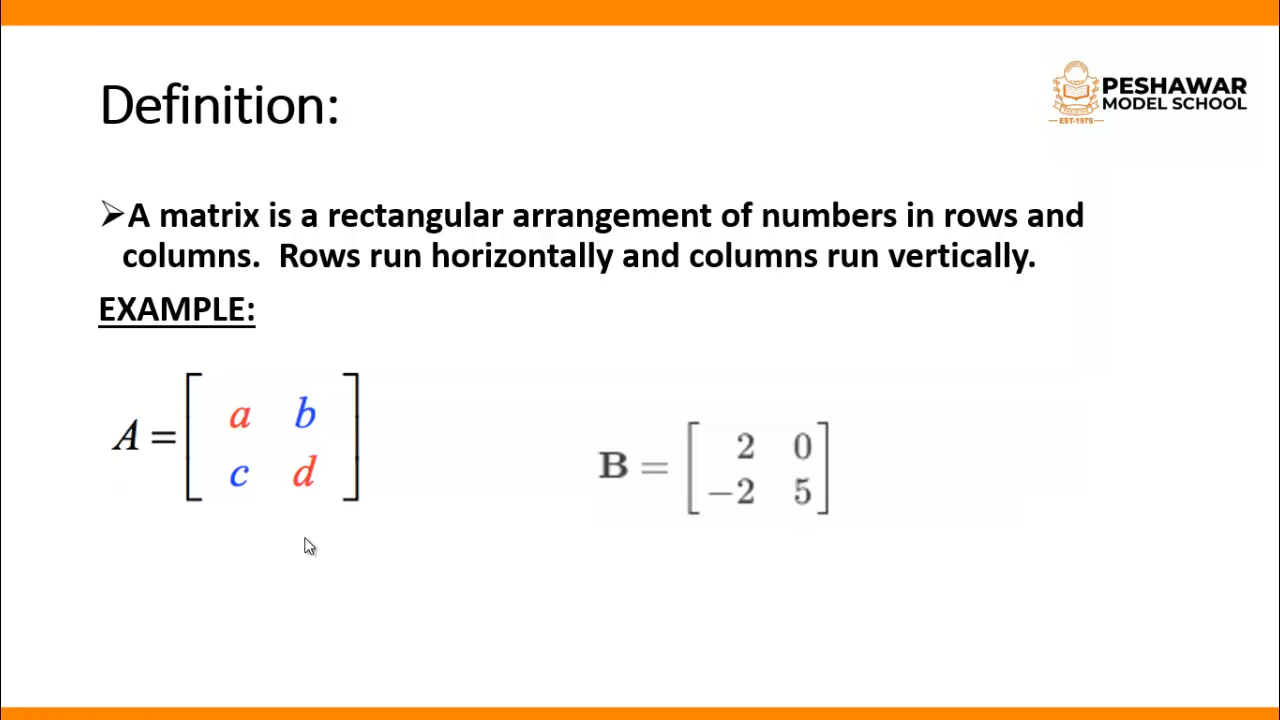 Definition:
PESHAWAR
MODEL SCHOOL
EST-1979
➢A matrix is a rectangular arrangement of numbers in rows and
columns. Rows run horizontally and columns run vertically.
EXAMPLE:
A = [ a b
c d ]
B = [ 2 0
−2 5 ]